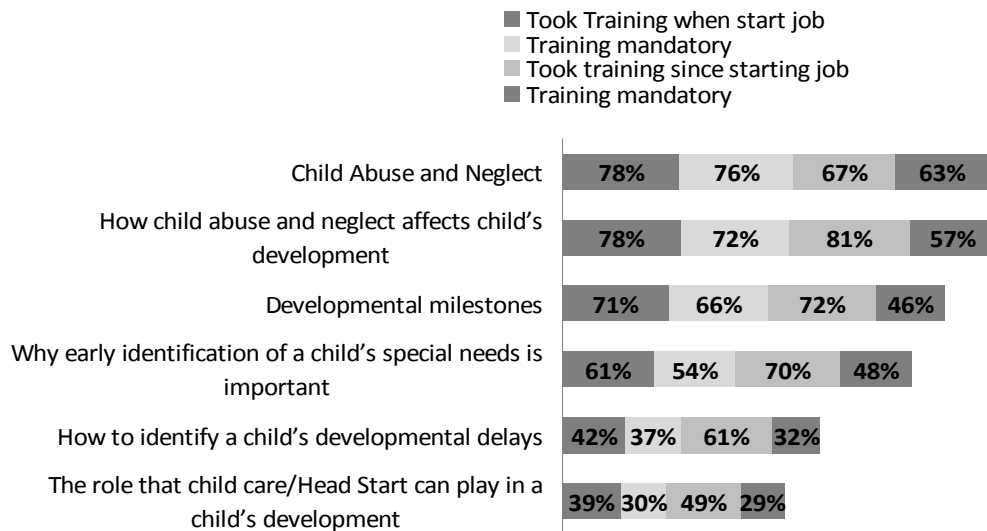 Took Training when start job
Training mandatory
Took training since starting job
Training mandatory
Child Abuse and Neglect
78% 76% 67% 63%
How child abuse and neglect affects child’s
development
78% 72% 81% 57%
Developmental milestones
71% 66% 72% 46%
Why early identification of a child’s special needs is
important
61% 54% 70% 48%
How to identify a child’s developmental delays
42% 37% 61% 32%
The role that child care/Head Start can play in a
child’s development
39% 30% 49% 29%